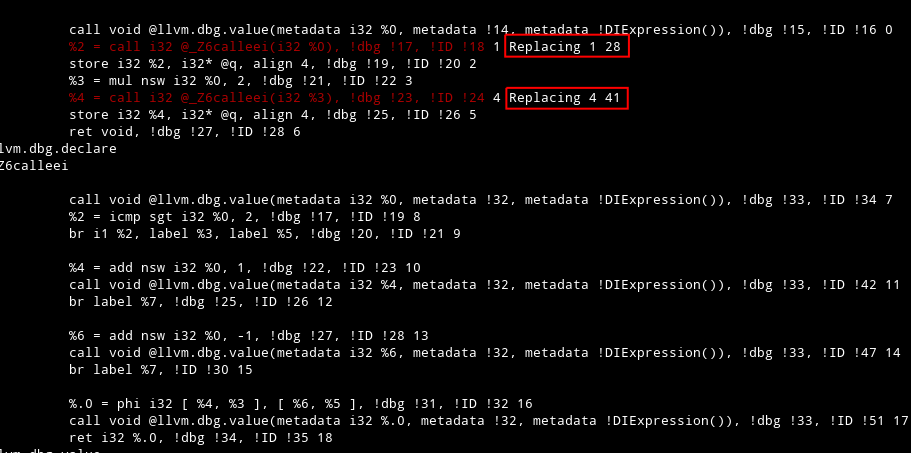 call void @llvm.dbg.value(metadata i32 %0, metadata !14, metadata !DIExpression()), !dbg !15, !ID !16 0
%2 = call i32 @_Z6calleei(i32 %0), !dbg !17, !ID !18 1 Replacing 1 28
store i32 %2, i32* @q, align 4, !dbg !19, !ID !20 2
%3 = mul nsw i32 %0, 2, !dbg !21, !ID !22 3
%4 = call i32 @_Z6calleei(i32 %3), !dbg !23, !ID !24 4 Replacing 4 41
store i32 %4, i32* @q, align 4, !dbg !25, !ID !26 5
ret void, !dbg !27, !ID !28 6
lvm.dbg.declare
Z6calleei
call void @llvm.dbg.value(metadata i32 %0, metadata !32, metadata !DIExpression()), !dbg !33, !ID !34 7
%2 = icmp sgt i32 %0, 2, !dbg !17, !ID !19 8
br i1 %2, label %3, label %5, !dbg !20, !ID !21 9
%4 = add nsw i32 %0, 1, !dbg !22, !ID !23 10
call void @llvm.dbg.value(metadata i32 %4, metadata !32, metadata !DIExpression()), !dbg !33, !ID !42 11
br label %7, !dbg !25, !ID !26 12
%6 = add nsw i32 %0, -1, !dbg !27, !ID !28 13
call void @llvm.dbg.value(metadata i32 %6, metadata !32, metadata !DIExpression()), !dbg !33, !ID !47 14
br label %7, !ID !30 15
%.0 = phi i32 [ %4, %3 ], [ %6, %5 ], !dbg !31, !ID !32 16
call void @llvm.dbg.value(metadata i32 %.0, metadata !32, metadata !DIExpression()), !dbg !33, !ID !51 17
ret i32 %.0, !dbg !34, !ID !35 18